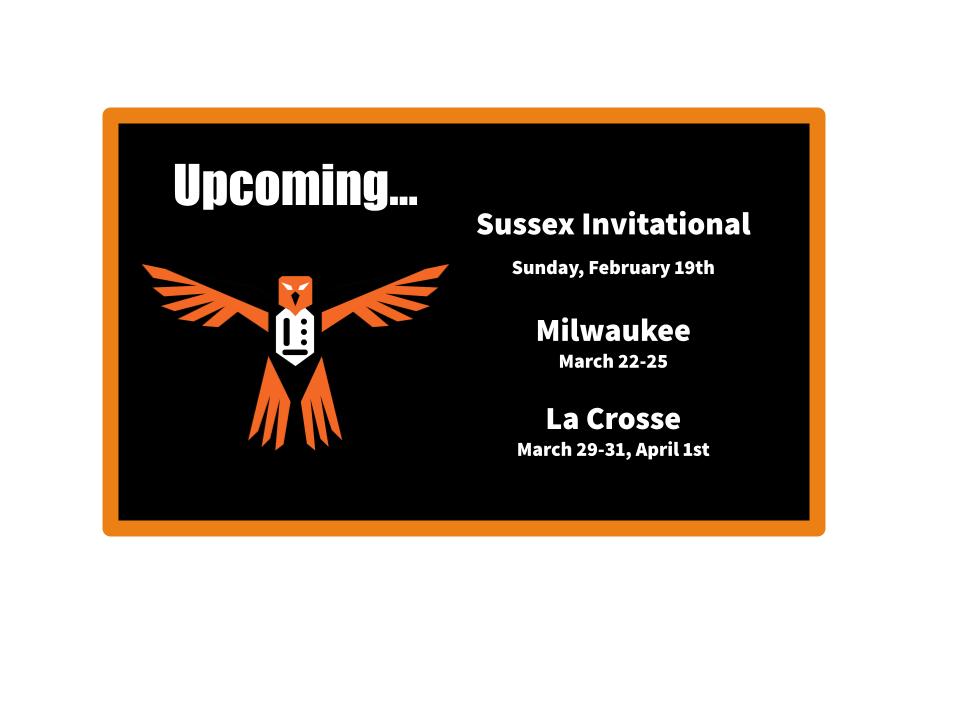 Upcoming...
Sussex Invitational
Sunday, February 19th
Milwaukee
March 22-25
La Crosse
March 29-31, April 1st